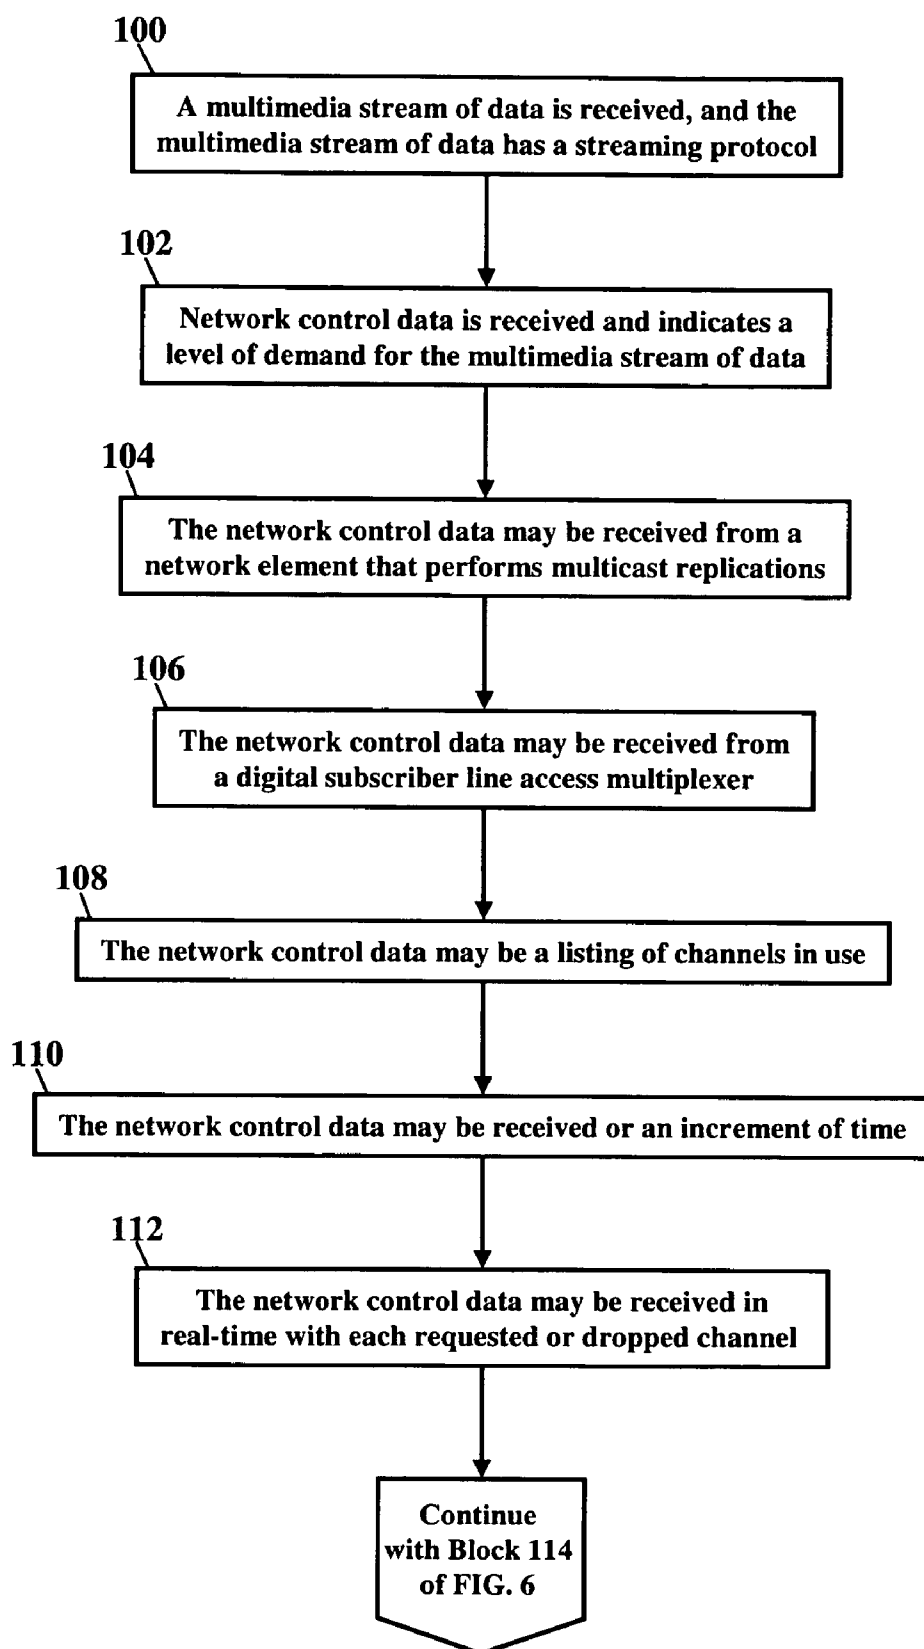 100
A multimedia stream of data is received, and the
multimedia stream of data has a streaming protocol
102
Network control data is received and indicates a
level of demand for the multimedia stream of data
104
The network control data may be received from a
network element that performs multicast replications
106
The network control data may be received from
a digital subscriber line access multiplexer
108
The network control data may be a listing of channels in use
110
The network control data may be received or an increment of time
112
The network control data may be received in
real-time with each requested or dropped channel
Continue
with Block 114
of FIG. 6